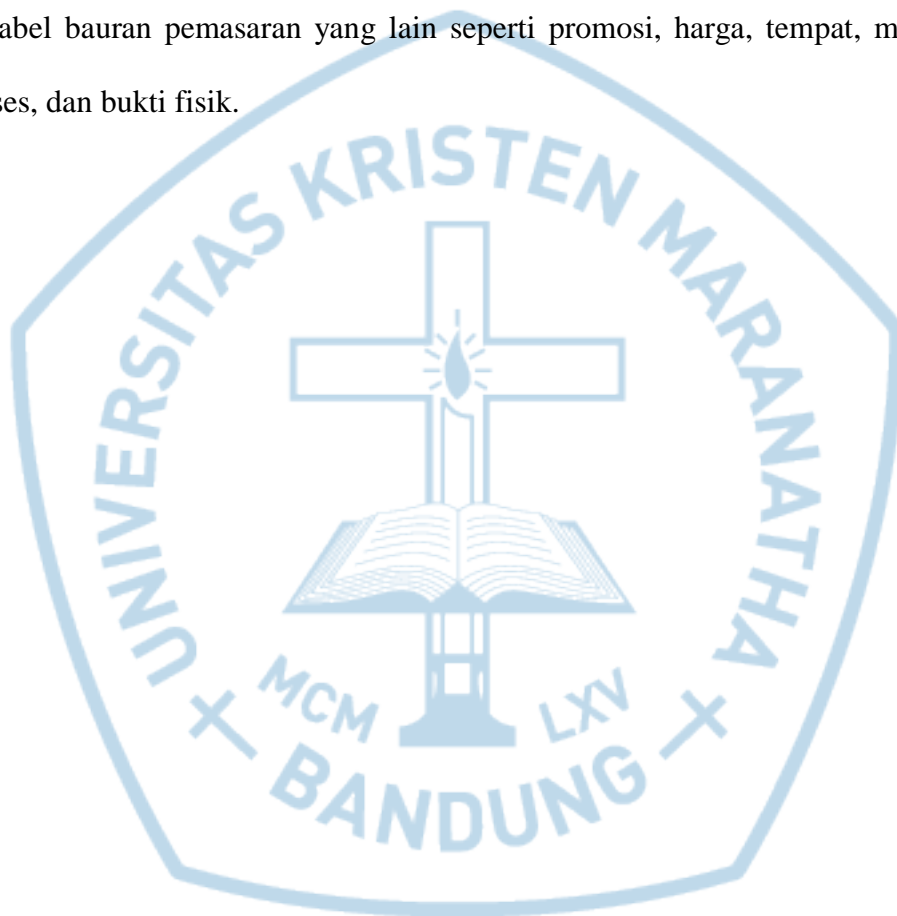 abel bauran pemasaran yang lain seperti promosi, harga, tempat, m
ses, dan bukti fisik.
UNIVERSITAS KRISTEN MARANATHA
MCM LXV
BANDUNG